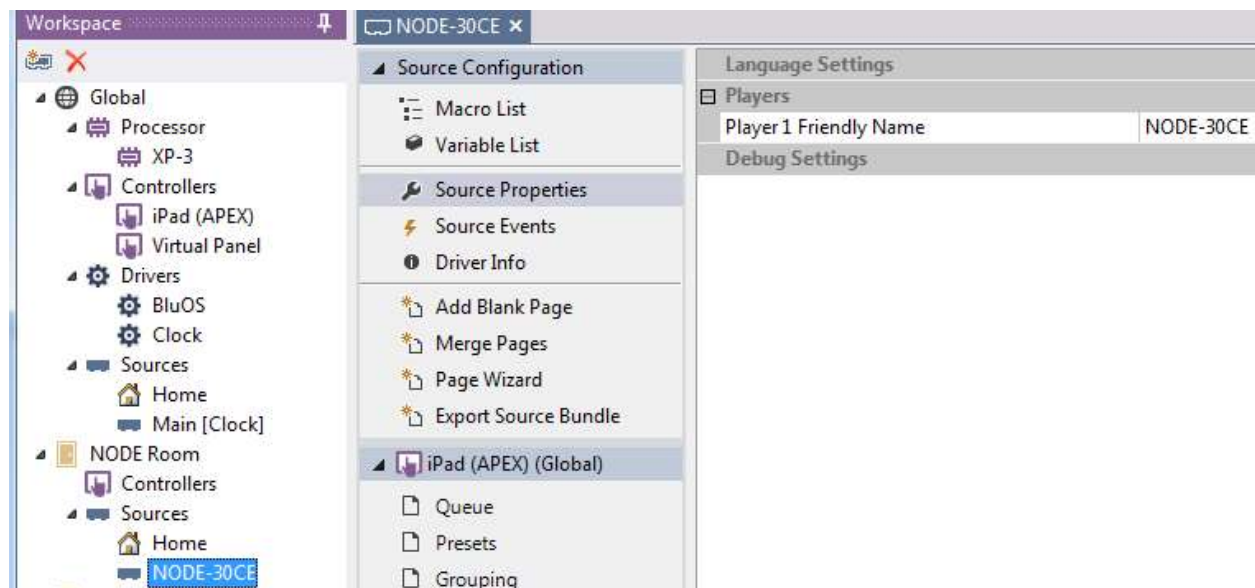 Workspace
Global
Processor
XP-3
Controllers
iPad (APEX)
Virtual Panel
Drivers
BluOS
Clock
Sources
Home
Main [Clock]
NODE Room
Controllers
Sources
Home
NODE-30CE
NODE-30CE
Source Configuration
Macro List
Variable List
Source Properties
Source Events
Driver Info
Add Blank Page
Merge Pages
Page Wizard
Export Source Bundle
iPad (APEX) (Global)
Queue
Presets
Grouping
Language Settings
Players
Player 1 Friendly Name NODE-30CE
Debug Settings